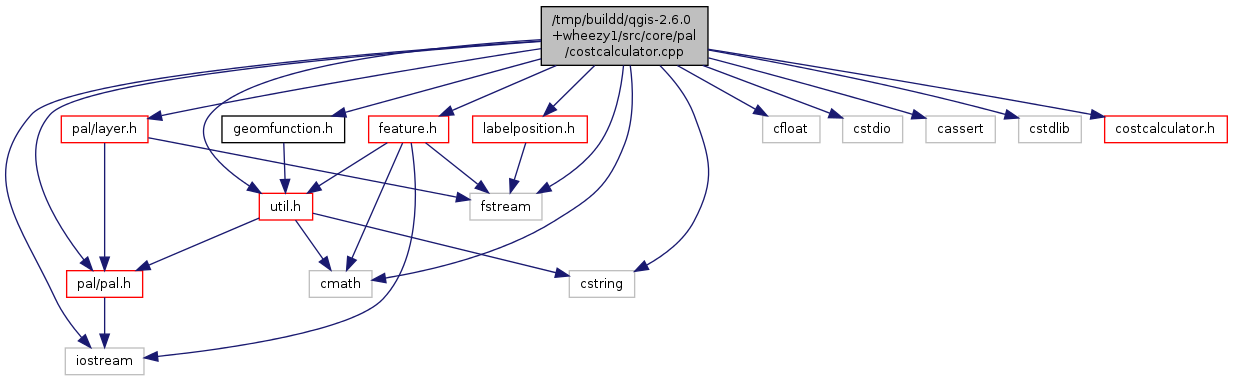 /tmp/buildd/qgis-2.6.0
+wheezy1/src/core/pal
/costcalculator.cpp
pal/layer.h
geomfunction.h
feature.h
labelposition.h
cfloat
cstdio
cassert
cstdlib
costcalculator.h
util.h
fstream
pal/pal.h
cmath
cstring
iostream